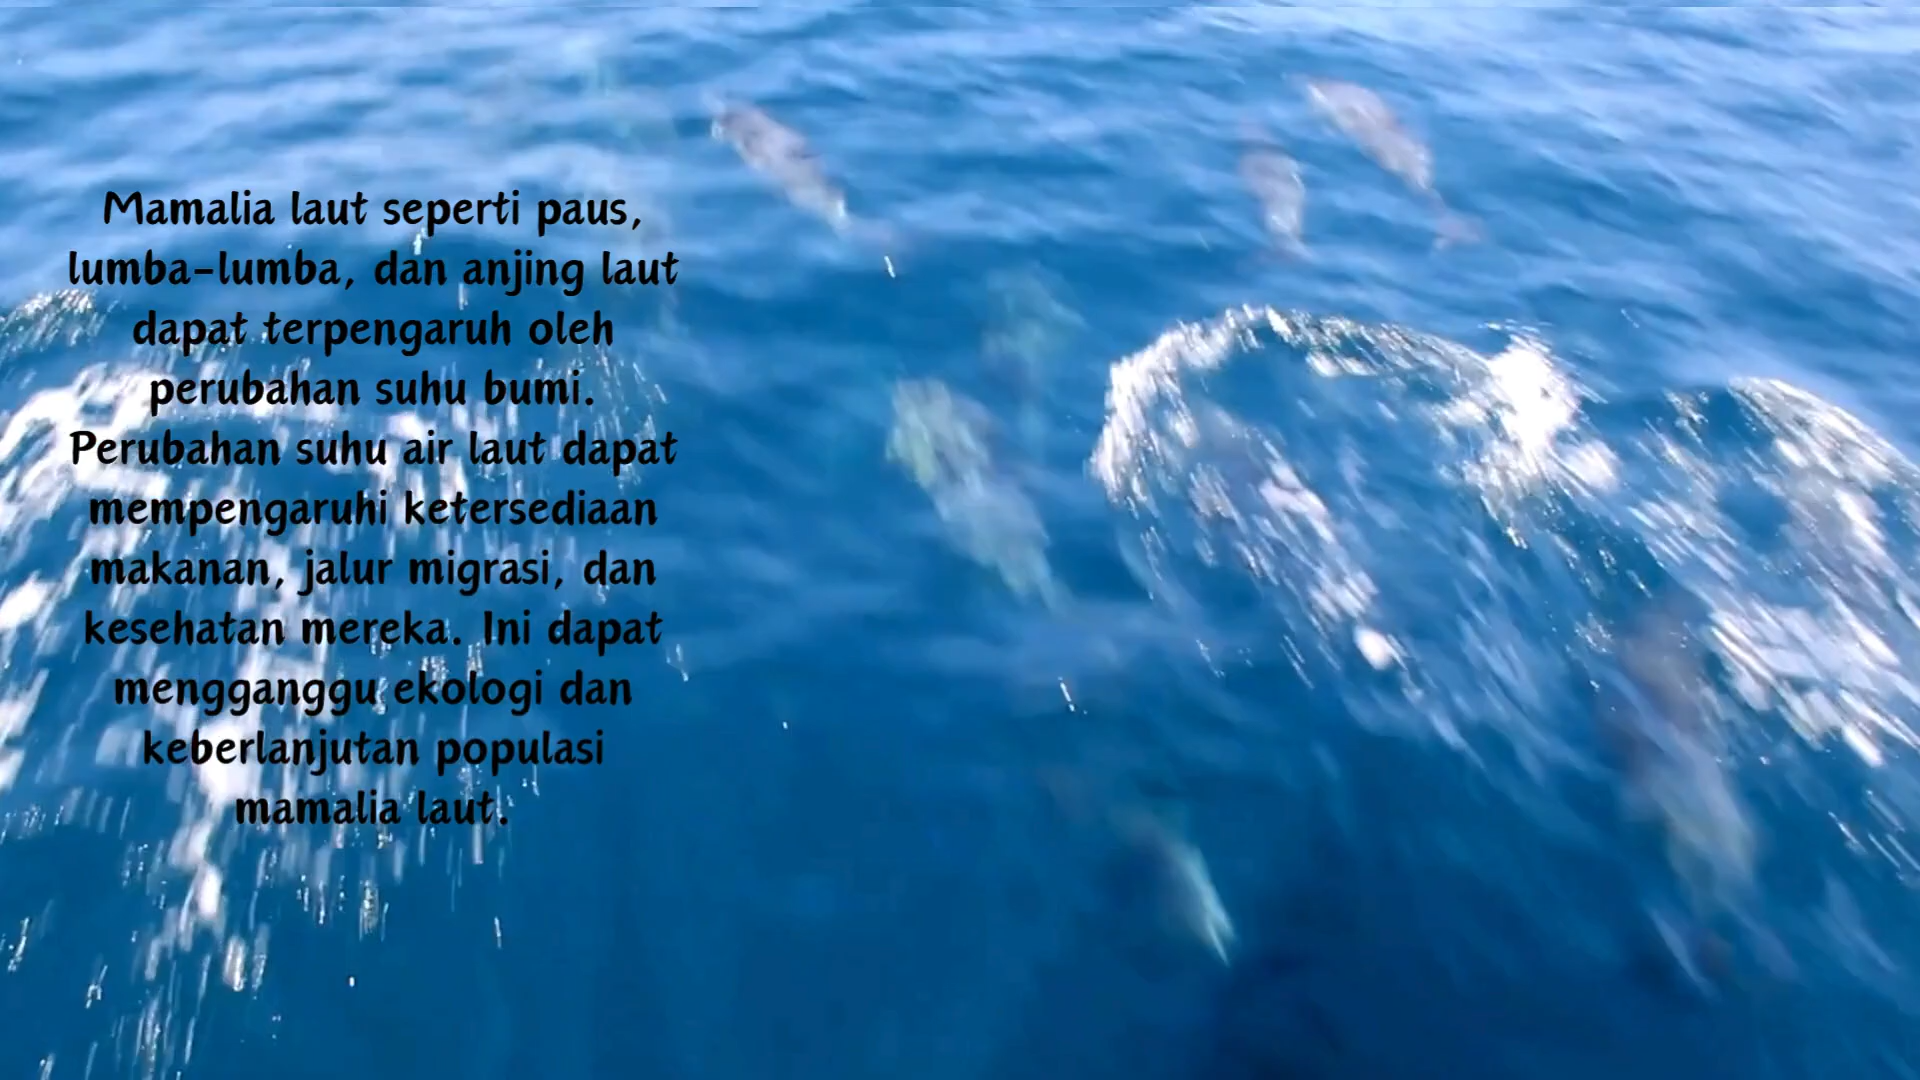 Mamalia laut seperti paus,
lumba-lumba, dan anjing laut
dapat terpengaruh oleh
perubahan suhu bumi.
Perubahan suhu air laut dapat
mempengaruhi ketersediaan
makanan, jalur migrasi, dan
kesehatan mereka. Ini dapat
mengganggu ekologi dan
keberlanjutan populasi
mamalia laut.